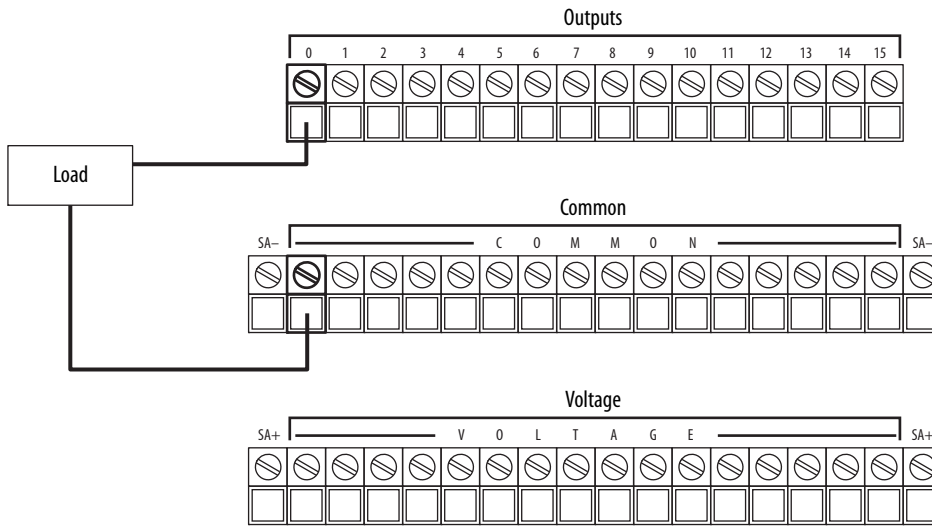 Outputs
0 1 2 3 4 5 6 7 8 9 10 11 12 13 14 15
Load
Common
SA– C O M M O N SA–
Voltage
SA+ V O L T A G E SA+